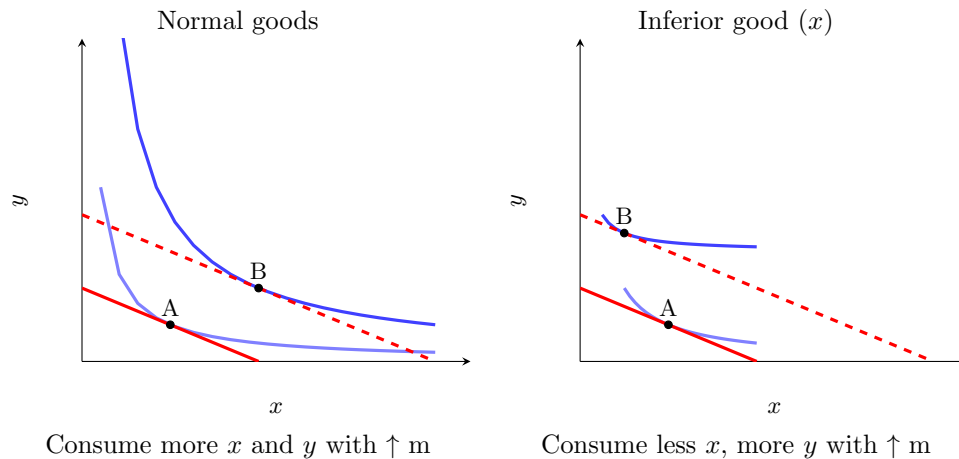 Normal goods
y
B
A
x
Consume more x and y with ↑ m
Inferior good (x)
y
B
A
x
Consume less x, more y with ↑ m